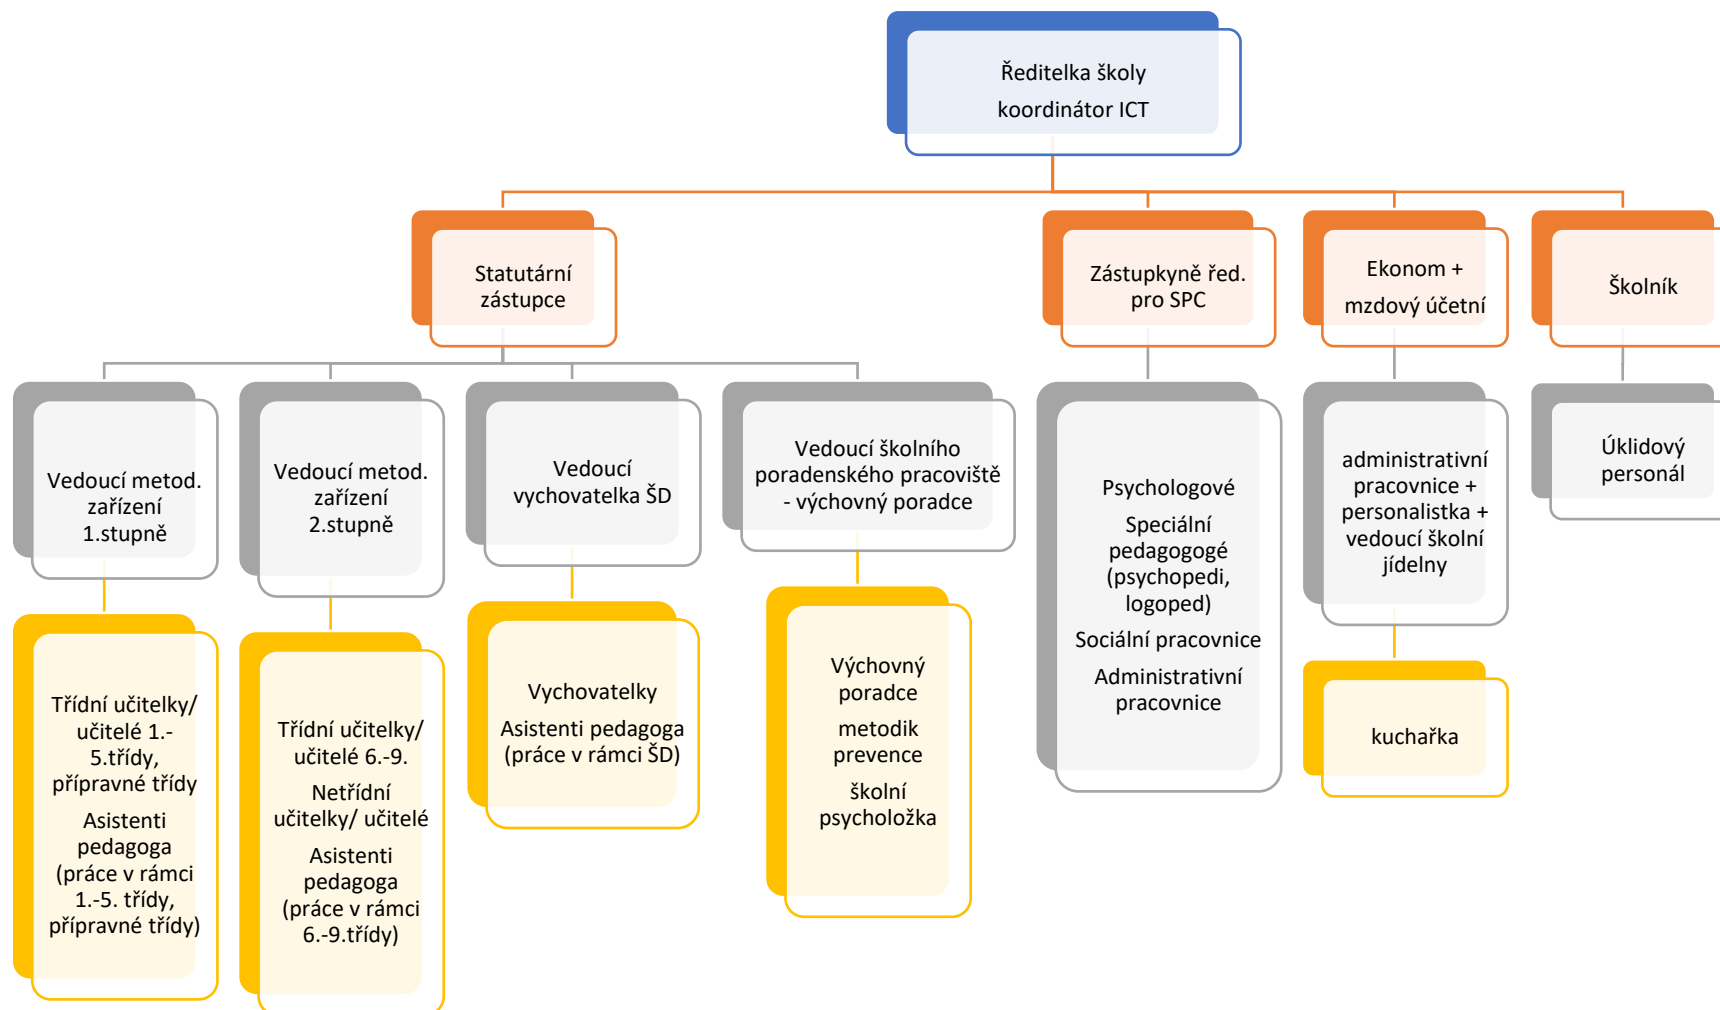 Ředitelka školy
koordinátor ICT
Statutární
zástupce
Zástupkyně řed.
pro SPC
Ekonom +
mzdový účetní
Školník
Vedoucí metod.
zařízení
1.stupně
Vedoucí metod.
zařízení
2.stupně
Vedoucí
vychovatelka ŠD
Vedoucí školního
poradenského pracoviště
- výchovný poradce
Psychologové
Speciální
pedagogogé
(psychopedi,
logoped)
Sociální pracovnice
Administrativní
pracovnice
administrativní
pracovnice +
personalistka +
vedoucí školní
jídelny
Úklidový
personál
Třídní učitelky/
učitelé 1.-
5.třídy,
přípravné třídy
Asistenti
pedagoga
(práce v rámci
1.-5. třídy,
přípravné třídy)
Třídní učitelky/
učitelé 6.-9.
Netřídní
učitelky/ učitelé
Asistenti
pedagoga
(práce v rámci
6.-9.třídy)
Vychovatelky
Asistenti pedagoga
(práce v rámci ŠD)
Výchovný
poradce
metodik
prevence
školní
psycholožka
kuchařka